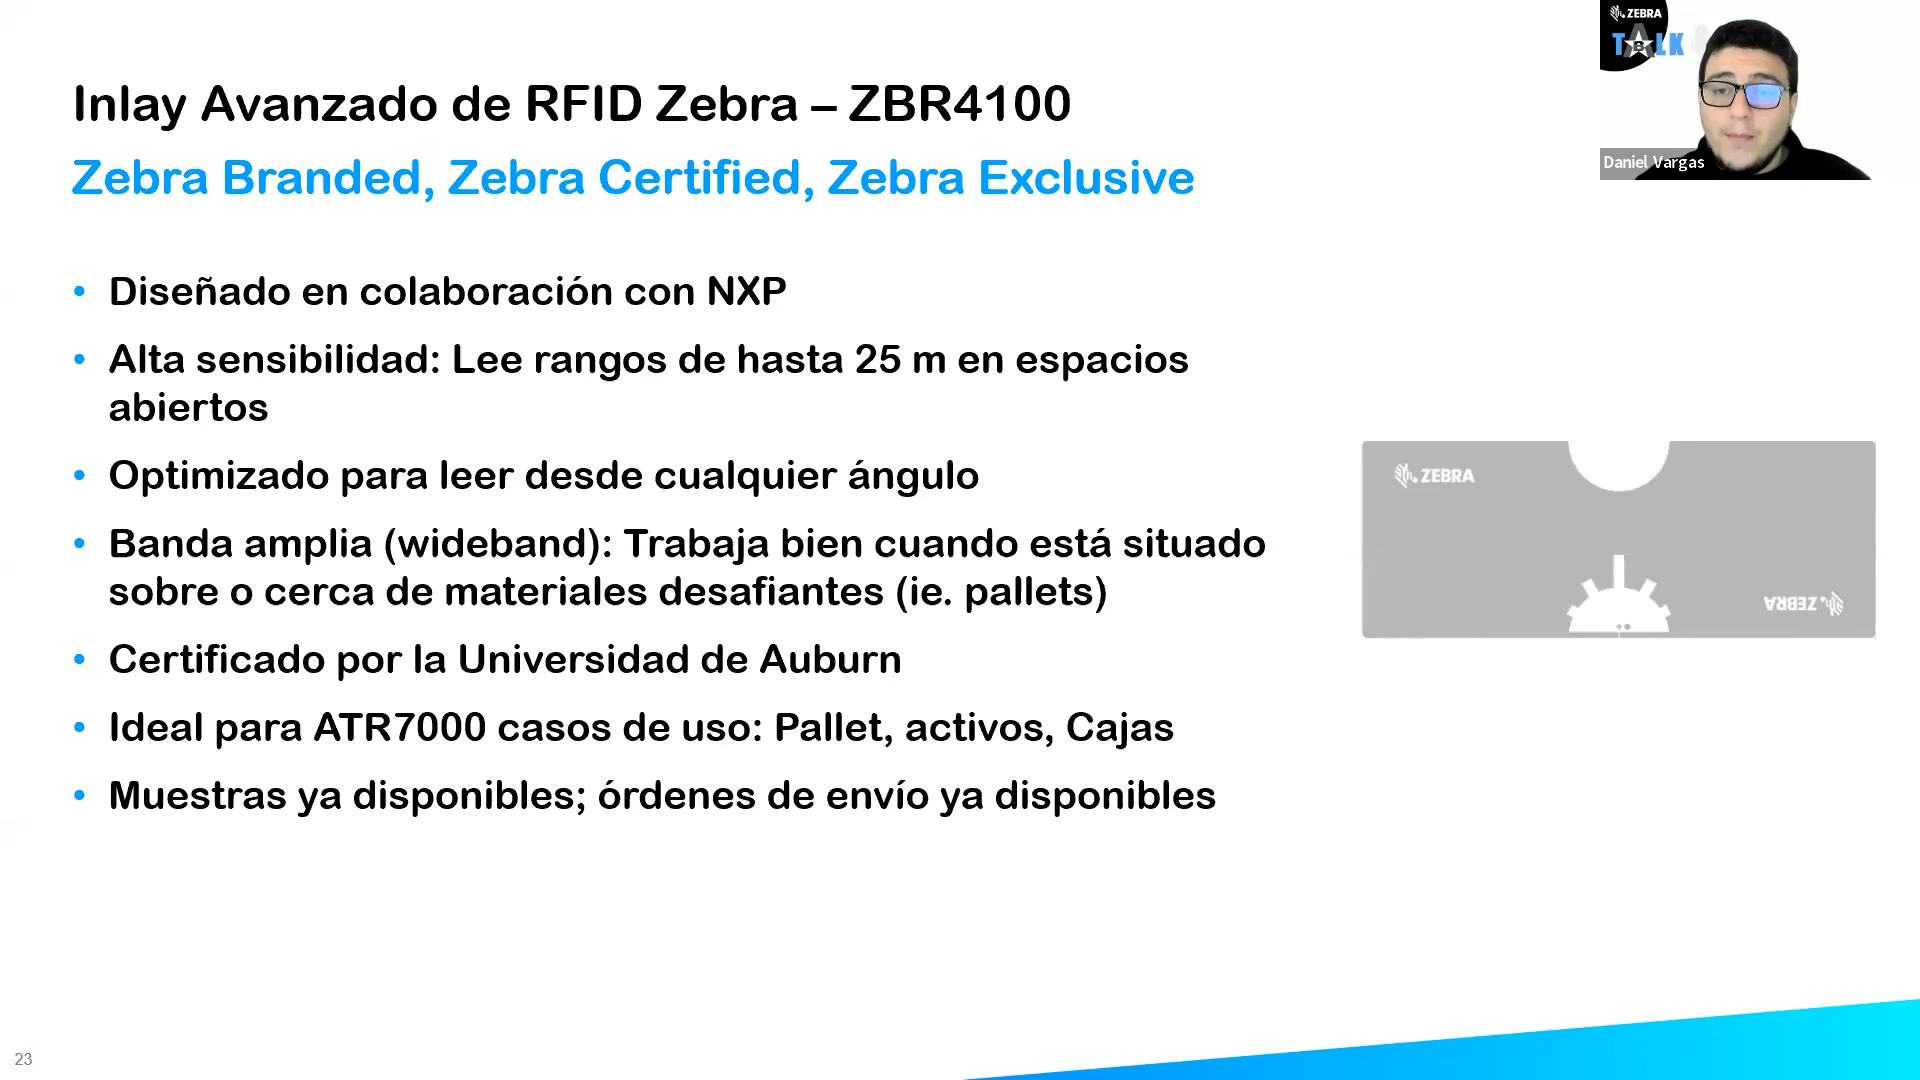 ZEBRA
TALK
Daniel Vargas
Inlay Avanzado de RFID Zebra – ZBR4100
Zebra Branded, Zebra Certified, Zebra Exclusive
• Diseñado en colaboración con NXP
• Alta sensibilidad: Lee rangos de hasta 25 m en espacios
abiertos
• Optimizado para leer desde cualquier ángulo
• Banda amplia (wideband): Trabaja bien cuando está situado
sobre o cerca de materiales desafiantes (ie. pallets)
• Certificado por la Universidad de Auburn
• Ideal para ATR7000 casos de uso: Pallet, activos, Cajas
• Muestras ya disponibles; órdenes de envío ya disponibles
ZEBRA
ZEBRA
23